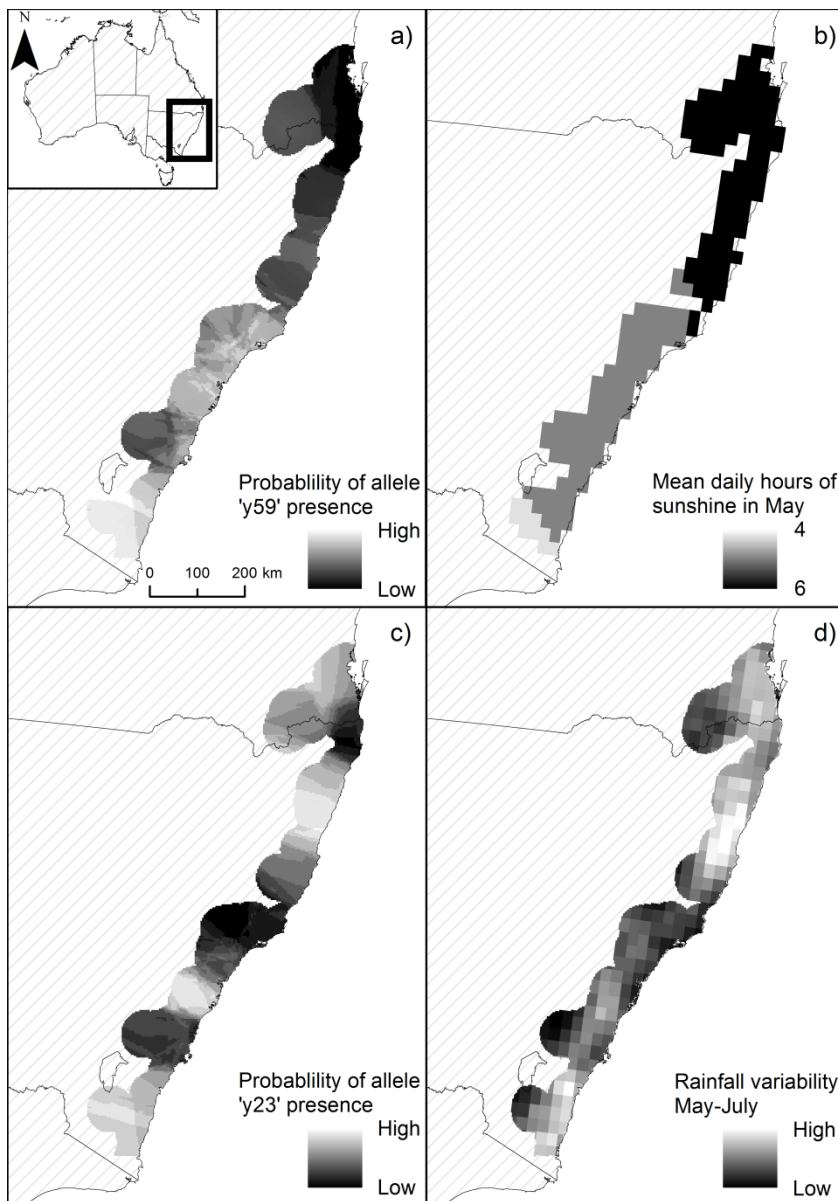 N
a)
Probablility of allele
'y59' presence
High
Low
0 100 200 km
b)
Mean daily hours of
sunshine in May
4
6
c)
Probablility of allele
'y23' presence
High
Low
d)
Rainfall variability
May-July
High
Low